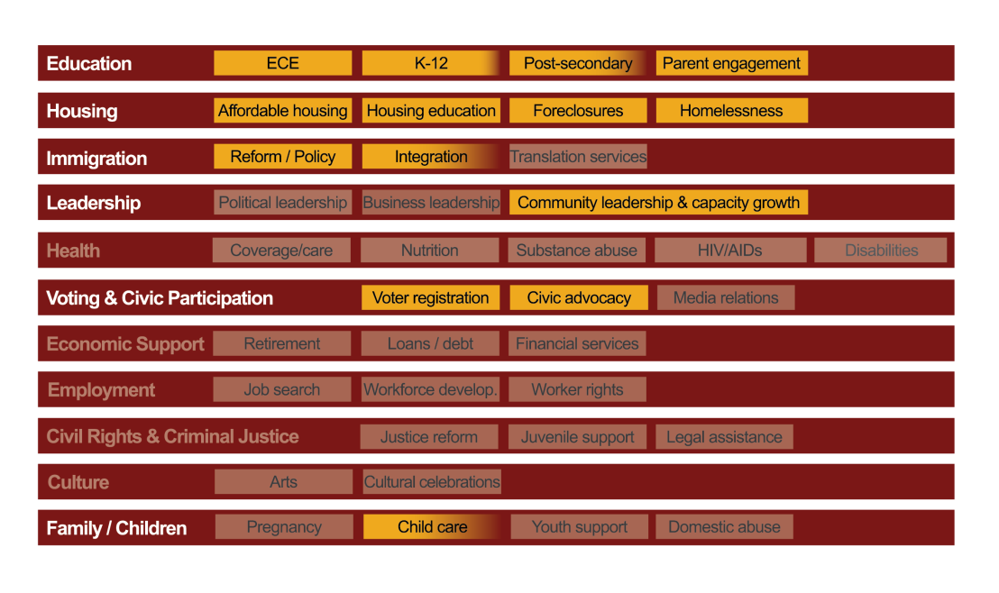 Education ECE K-12 Post-secondary Parent engagement
Housing Affordable housing Housing education Foreclosures Homelessness
Immigration Reform / Policy Integration Translation services
Leadership Political leadership Business leadership Community leadership & capacity growth
Health Coverage/care Nutrition Substance abuse HIV/AIDs Disabilities
Voting & Civic Participation Voter registration Civic advocacy Media relations
Economic Support Retirement Loans / debt Financial services
Employment Job search Workforce develop. Worker rights
Civil Rights & Criminal Justice Justice reform Juvenile support Legal assistance
Culture Arts Cultural celebrations
Family / Children Pregnancy Child care Youth support Domestic abuse